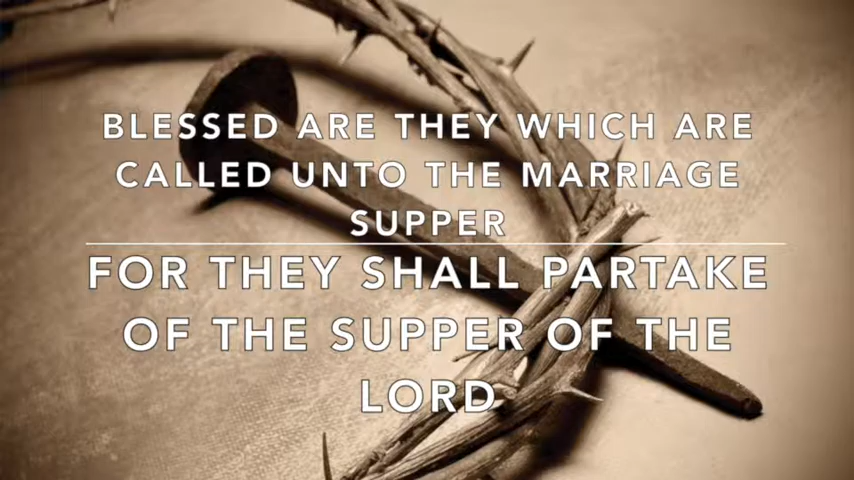 BLESSED ARE THEY WHICH ARE
CALLED UNTO THE MARRIAGE
SUPPER
FOR THEY SHALL PARTAKE
OF THE SUPPER OF THE
LORD